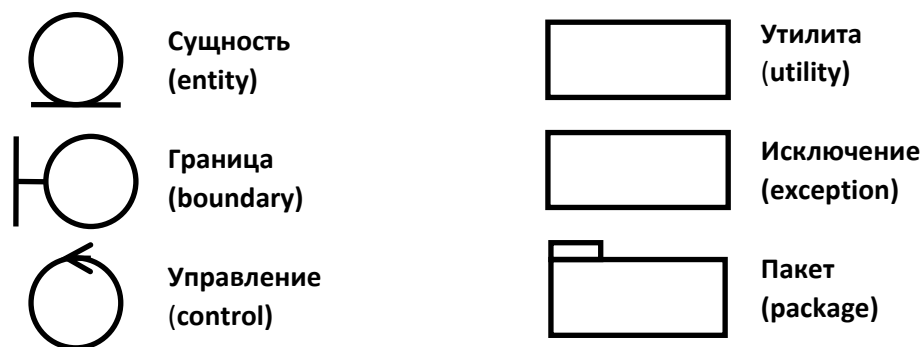 Сущность
(entity)
Граница
(boundary)
Управление
(control)
Утилита
(utility)
Исключение
(exception)
Пакет
(package)